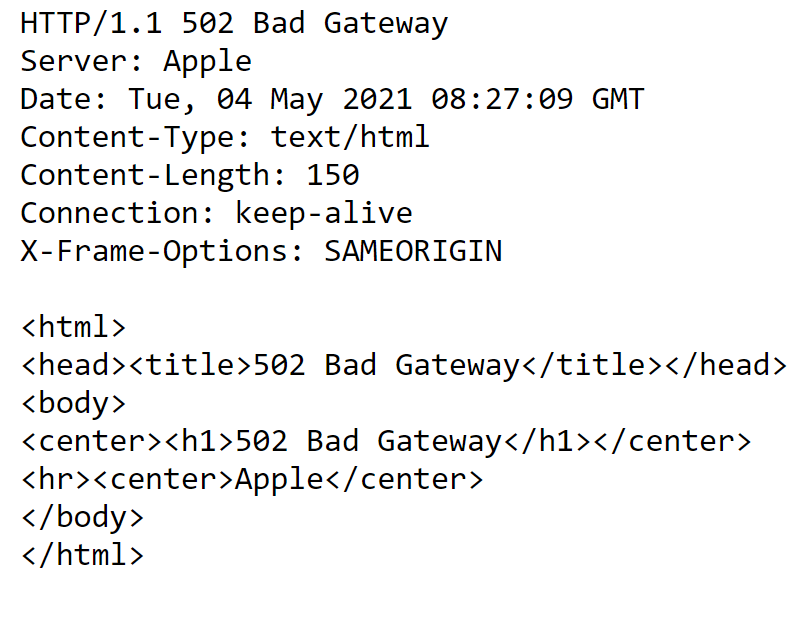 HTTP/1.1 502 Bad Gateway
Server: Apple
Date: Tue, 04 May 2021 08:27:09 GMT
Content-Type: text/html
Content-Length: 150
Connection: keep-alive
X-Frame-Options: SAMEORIGIN

<html>
<head><title>502 Bad Gateway</title></head>
<body>
<center><h1>502 Bad Gateway</h1></center>
<hr><center>Apple</center>
</body>
</html>